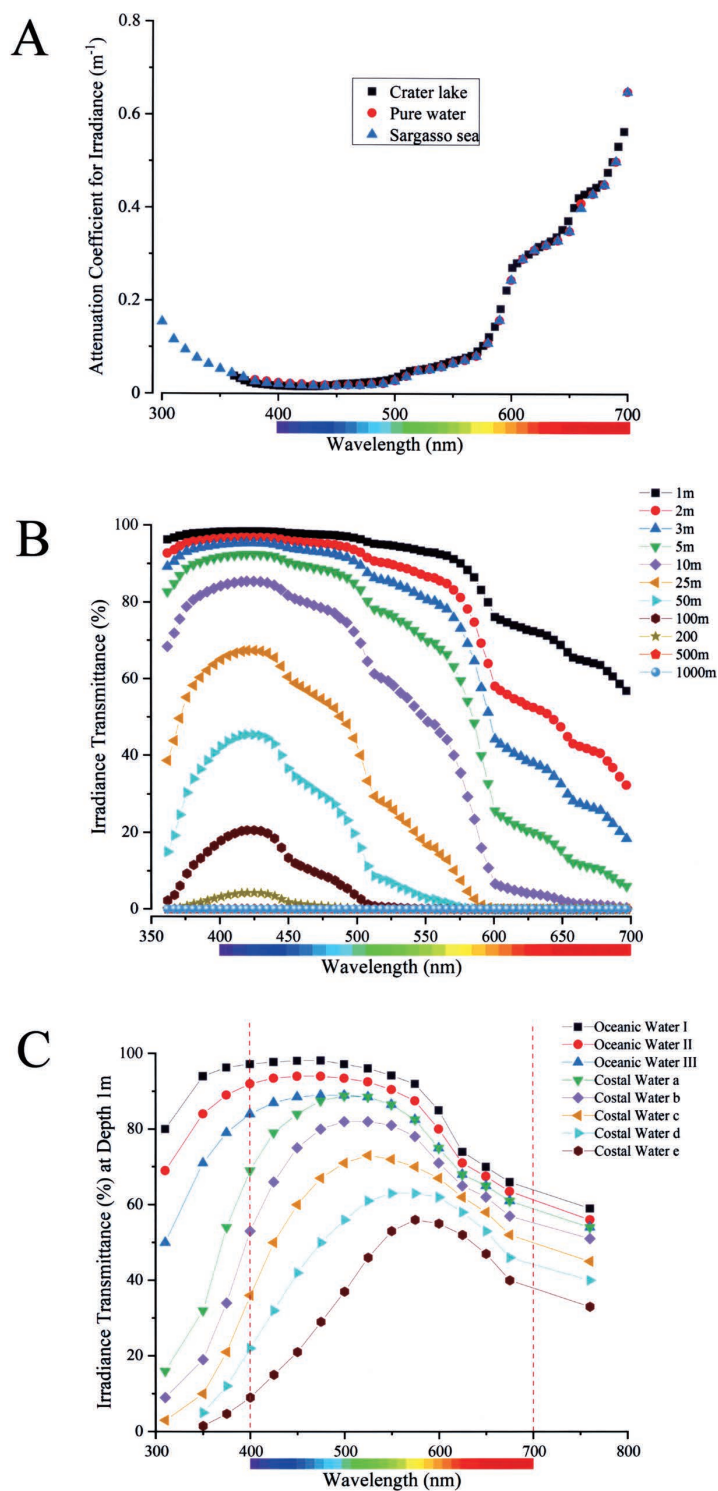 A
0.8
0.6
0.4
0.2
0
Attenuation Coefficient for Irradiance (m-1)
Crater lake
Pure water
Sargasso sea
300 400 500 600 700
Wavelength (nm)
B
100
80
60
40
20
0
Irradiance Transmittance (%)
1m
2m
3m
5m
10m
25m
50m
100m
200
500m
1000m
350 400 450 500 550 600 650 700
Wavelength (nm)
C
100
80
60
40
20
0
Irradiance Transmittance (%) at Depth 1m
Oceanic Water I
Oceanic Water II
Oceanic Water III
Costal Water a
Costal Water b
Costal Water c
Costal Water d
Costal Water e
300 400 500 600 700 800
Wavelength (nm)